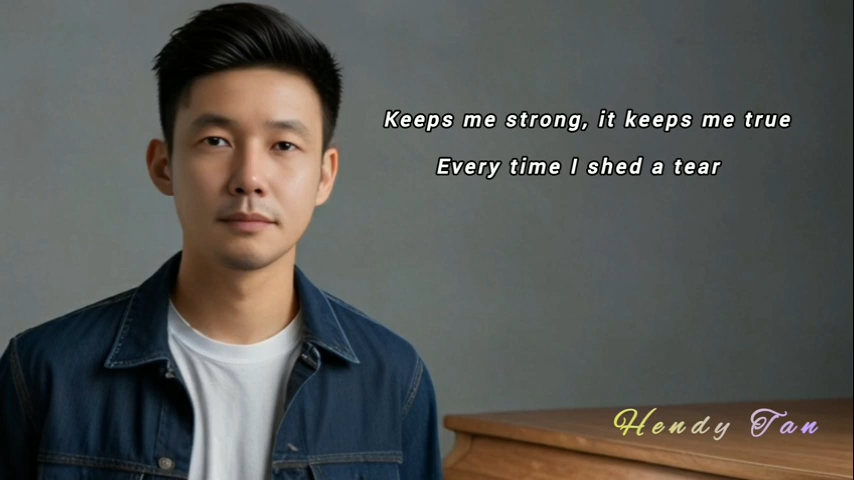 Keeps me strong, it keeps me true
Every time I shed a tear
Hendy Tan